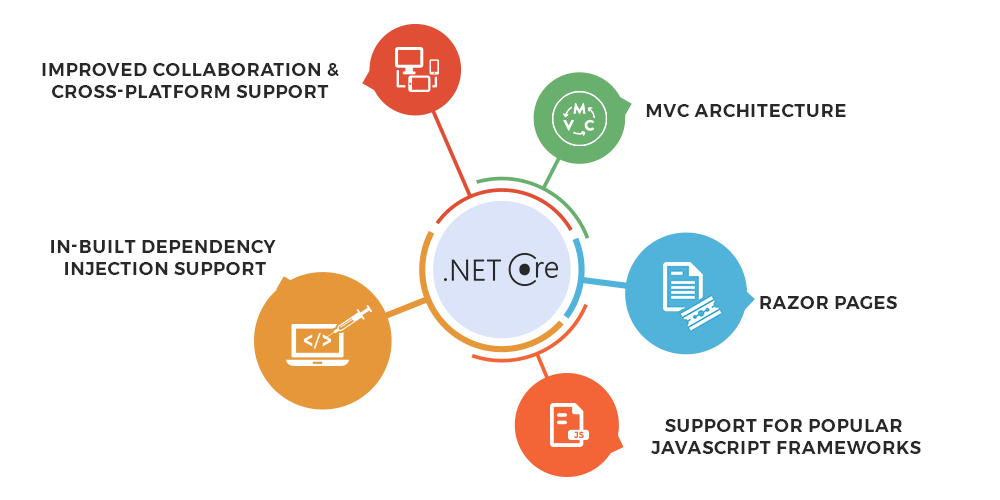 IMPROVED COLLABORATION &
CROSS-PLATFORM SUPPORT
M
V C
MVC ARCHITECTURE
IN-BUILT DEPENDENCY
INJECTION SUPPORT
.NET Core
</>
RAZOR PAGES
JS
SUPPORT FOR POPULAR
JAVASCRIPT FRAMEWORKS